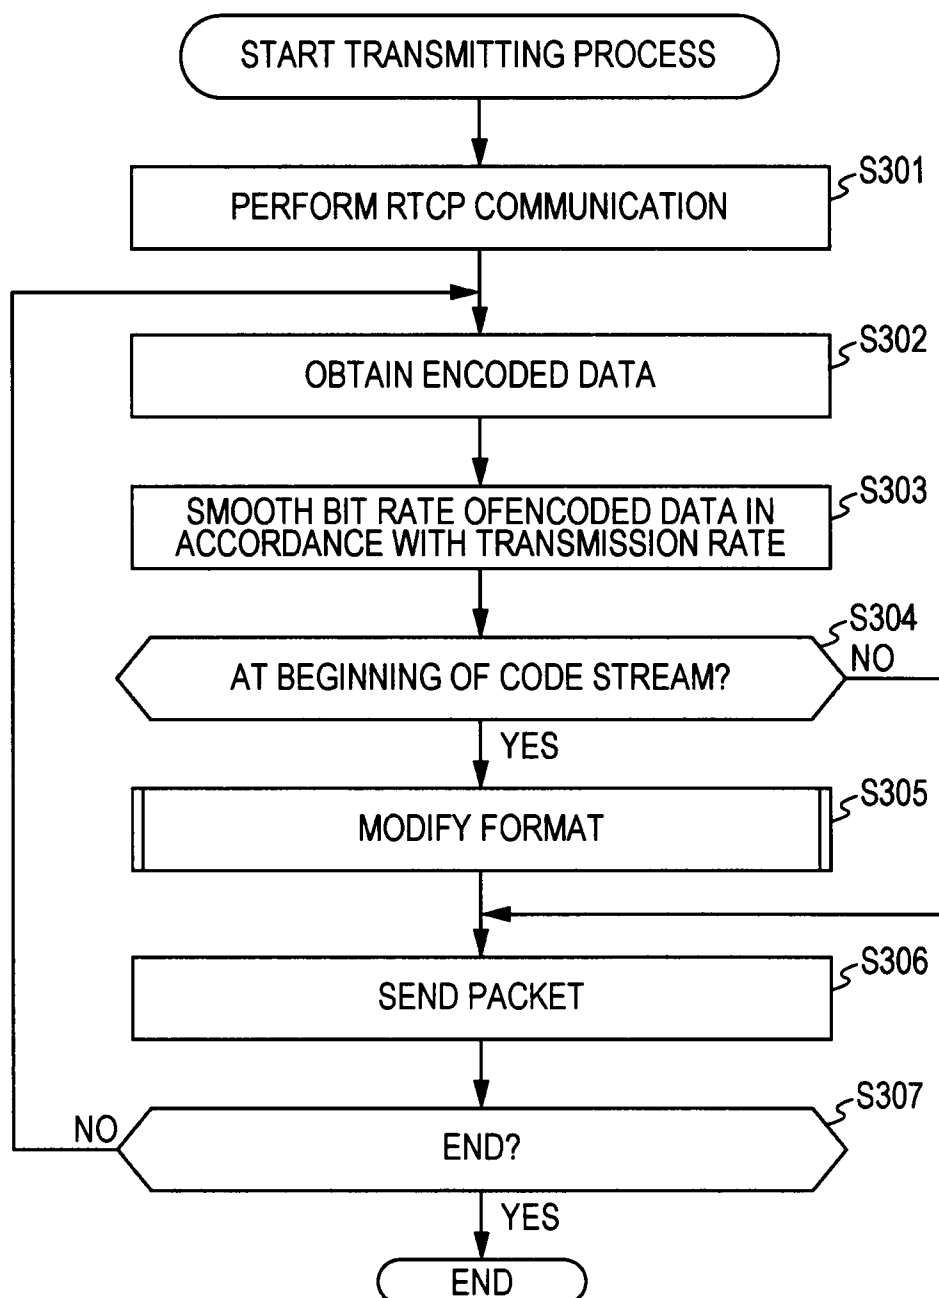 START TRANSMITTING PROCESS
S301
PERFORM RTCP COMMUNICATION
S302
OBTAIN ENCODED DATA
S303
SMOOTH BIT RATE OFENCODED DATA IN
ACCORDANCE WITH TRANSMISSION RATE
S304
AT BEGINNING OF CODE STREAM?
NO
YES
S305
MODIFY FORMAT
S306
SEND PACKET
S307
NO
END?
YES
END